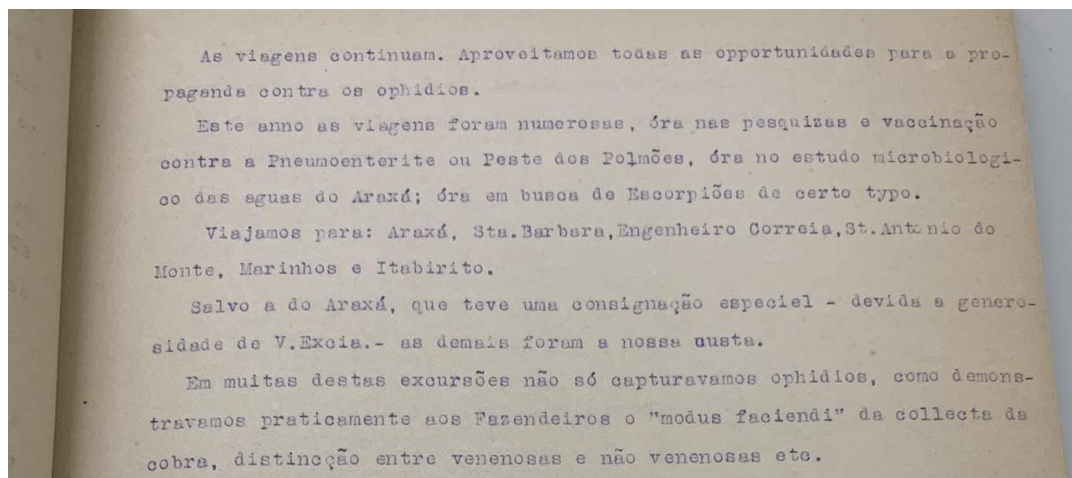 As viagens continuam. Aproveitamos todas as opportunidades para a pro-
paganda contra os ophidios.
Este anno as viagens foram numerosas, óra nas pesquizas e vaccinação
contra a Pneumoenterite ou Peste dos Polmões, óra no estudo microbiologi-
co das aguas do Araxá; óra em busca de Escorpiões de certo typo.
Viajamos para: Araxá, Sta.Barbara,Engenheiro Correia,St.Antonio do
Monte, Marinhos e Itabirito.
Salvo a do Araxá, que teve uma consignação especiel - devida a genero-
sidade de V.Excia.- as demais foram a nossa custa.
Em muitas destas excursões não só capturavamos ophidios, como demons-
travamos praticamente aos Fazendeiros o "modus faciendi" da collecta da
cobra, distincção entre venenosas e não venenosas etc.